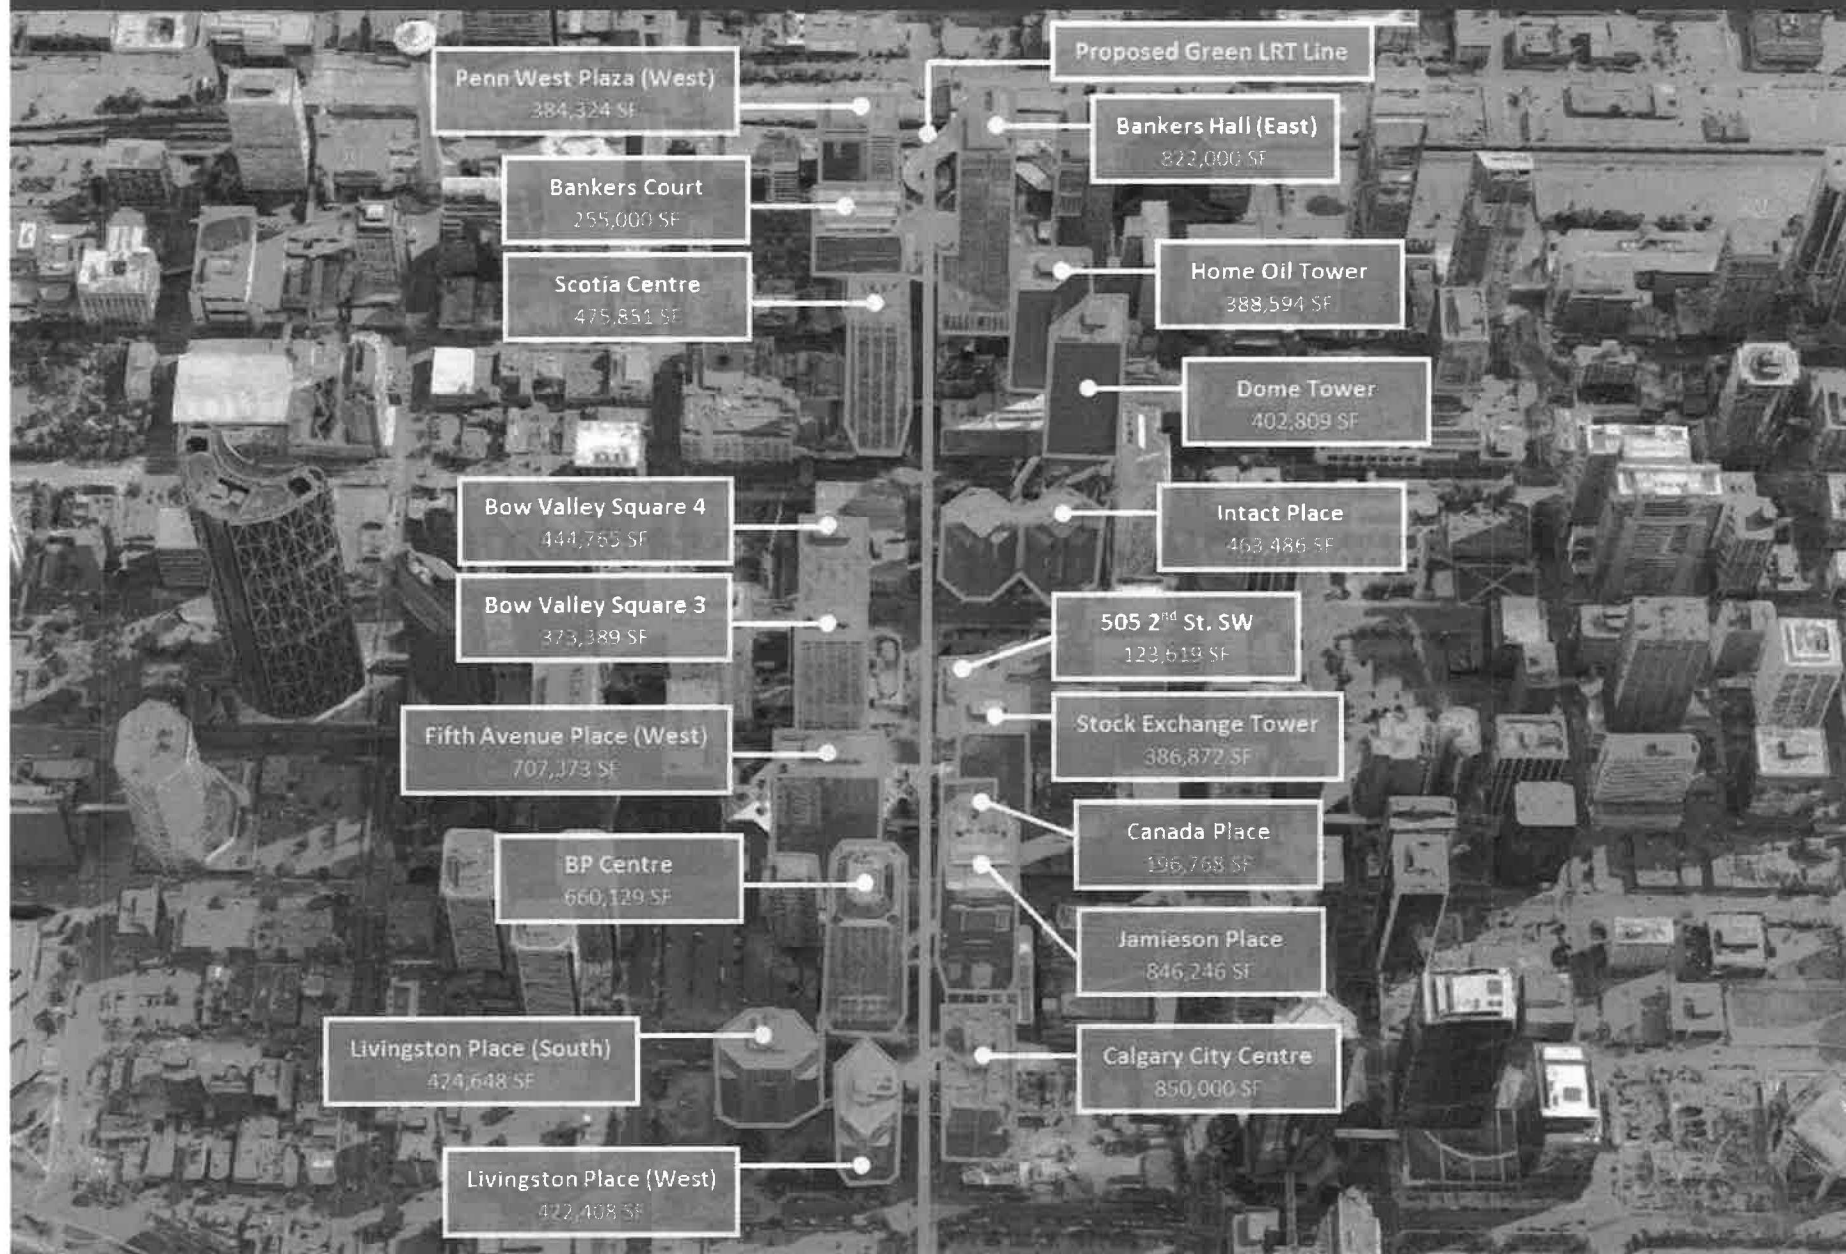 Proposed Green LRT Line
Penn West Plaza (West)
384,324 SF
Bankers Hall (East)
822,000 SF
Bankers Court
255,000 SF
Scotia Centre
475,851 SF
Home Oil Tower
388,594 SF
Dome Tower
402,809 SF
Bow Valley Square 4
444,765 SF
Intact Place
463,486 SF
Bow Valley Square 3
373,389 SF
505 2nd St. SW
123,619 SF
Fifth Avenue Place (West)
707,373 SF
Stock Exchange Tower
386,872 SF
Canada Place
196,768 SF
BP Centre
660,129 SF
Jamieson Place
846,246 SF
Livingston Place (South)
424,648 SF
Calgary City Centre
850,000 SF
Livingston Place (West)
422,408 SF